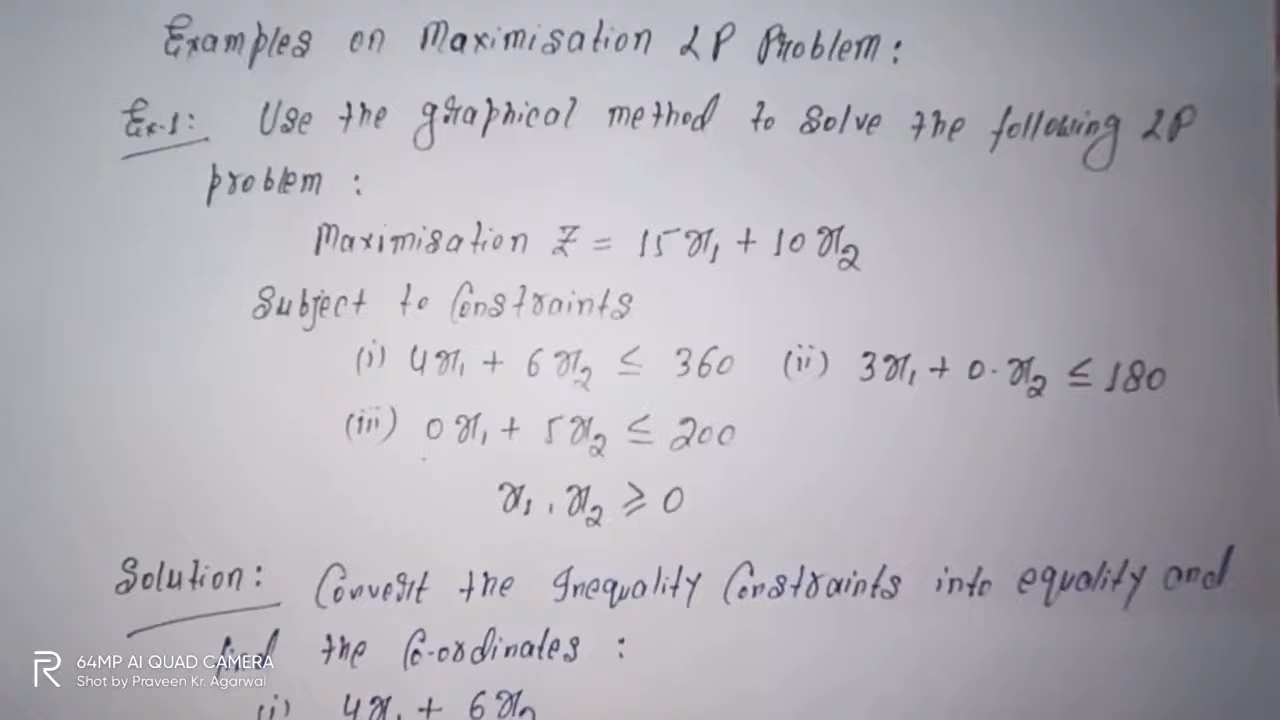 Examples on Maximisation LP Problem:
Ex.1: Use the graphical method to solve the following LP
problem :
Maximisation Z = 15x₁ + 10x₂
Subject to Constraints
(i) 4x₁ + 6x₂ ≤ 360 (ii) 3x₁ + 0·x₂ ≤ 180
(iii) 0x₁ + 5x₂ ≤ 200
x₁, x₂ ≥ 0
Solution: Convert the Inequality Constraints into equality and
find the Co-ordinates :
(i) 4x₁ + 6x₂
64MP AI QUAD CAMERA
Shot by Praveen Kr. Agarwal